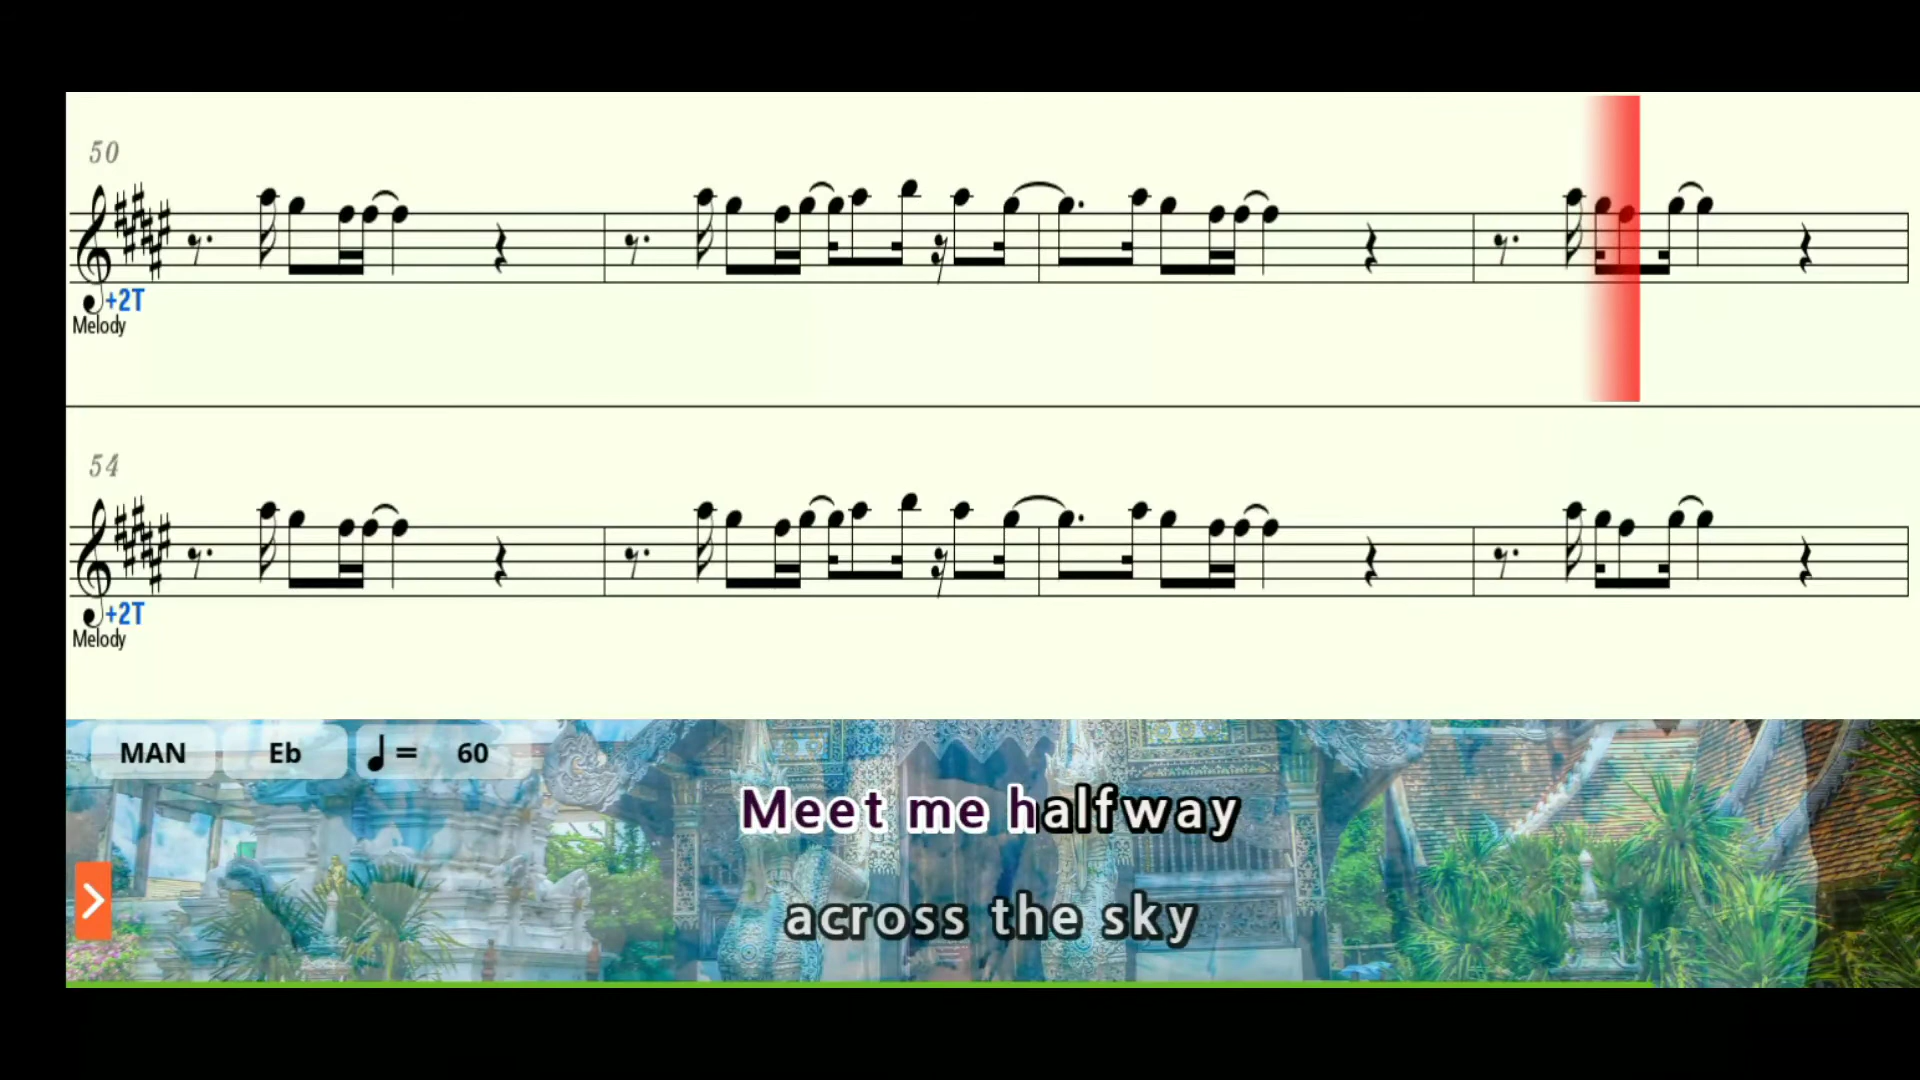 50
+2T
Melody
54
+2T
Melody
MAN Eb ♩ = 60
Meet me halfway
across the sky